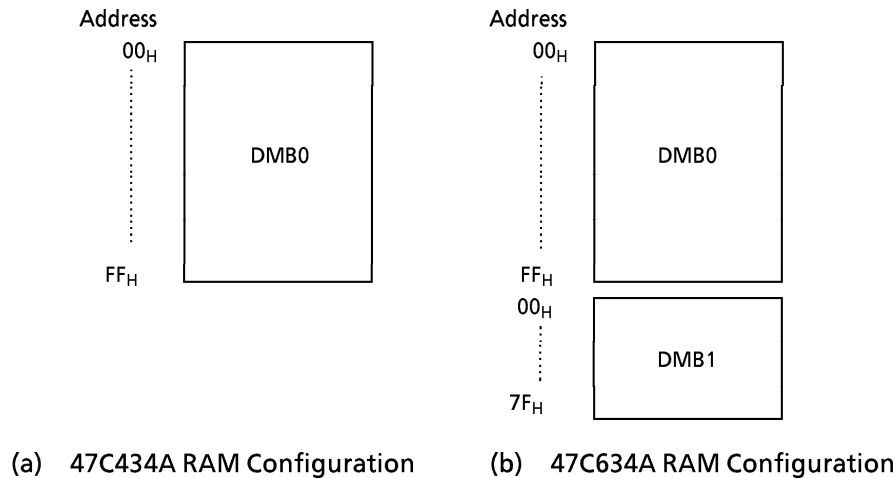 Address
00H
DMB0
FFH
(a) 47C434A RAM Configuration
Address
00H
DMB0
FFH
00H
DMB1
7FH
(b) 47C634A RAM Configuration